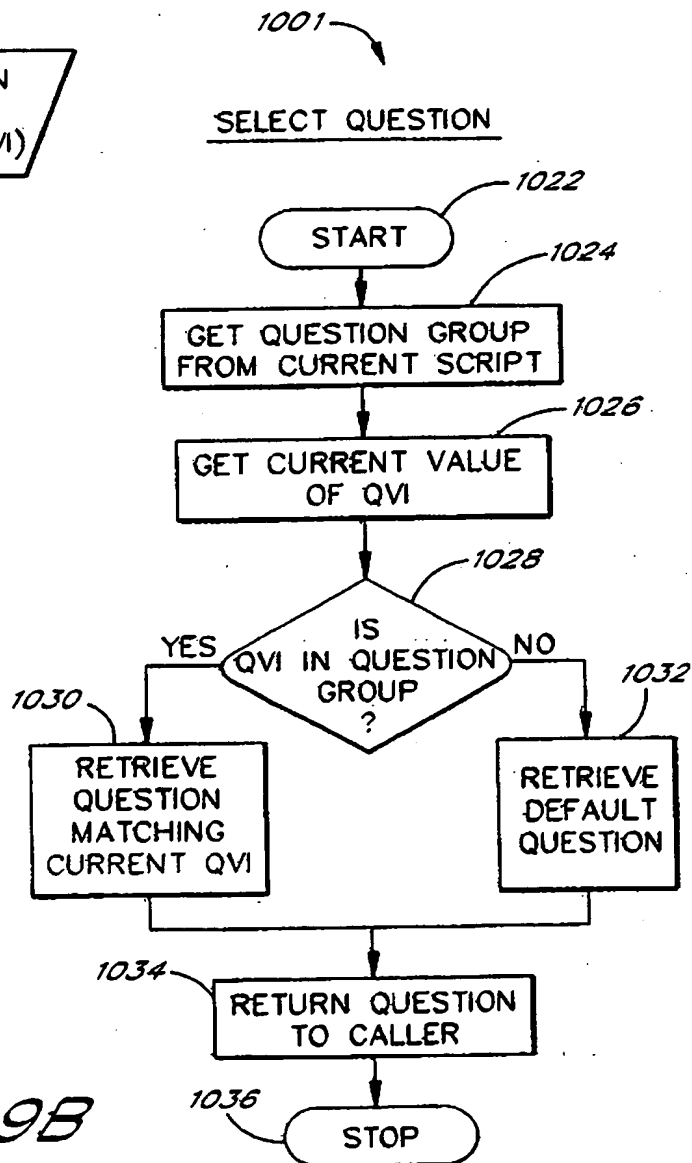 1001
N
VI)
SELECT QUESTION
1022
START
1024
GET QUESTION GROUP
FROM CURRENT SCRIPT
1026
GET CURRENT VALUE
OF QVI
1028
IS
QVI IN QUESTION
GROUP
?
YES
NO
1030
RETRIEVE
QUESTION
MATCHING
CURRENT QVI
1032
RETRIEVE
DEFAULT
QUESTION
1034
RETURN QUESTION
TO CALLER
1036
STOP
9B